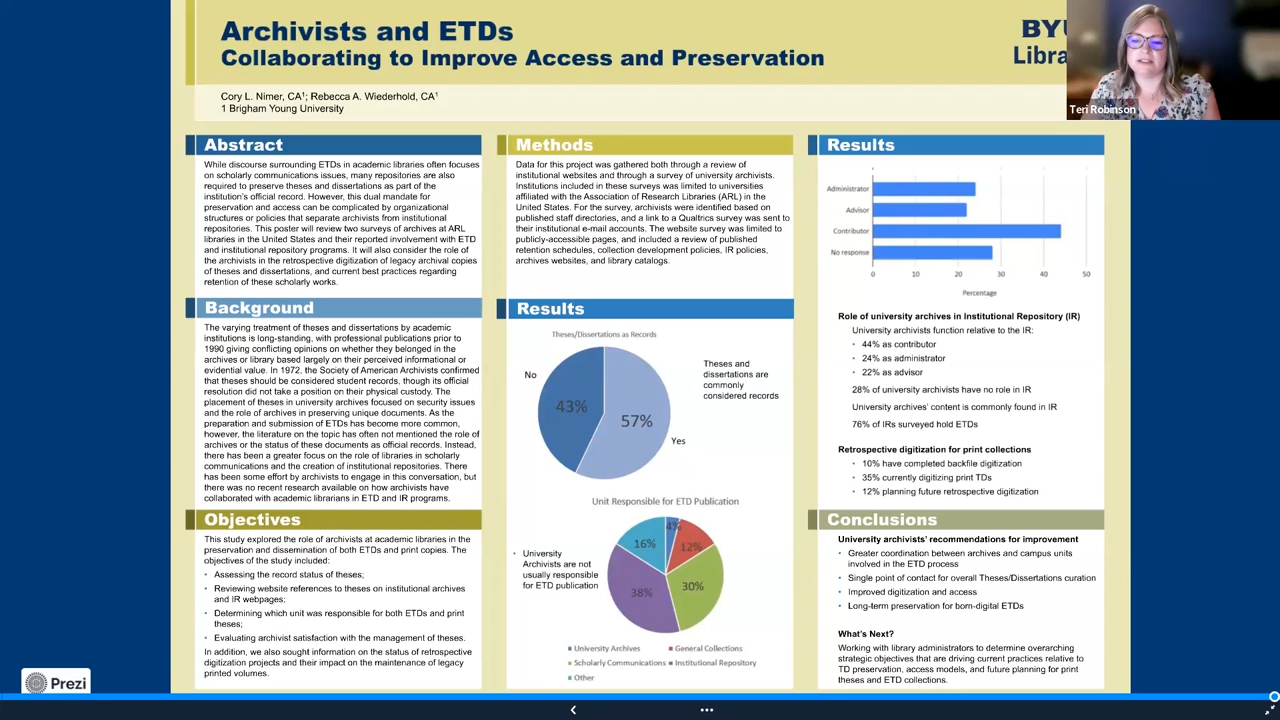 Archivists and ETDs
Collaborating to Improve Access and Preservation
Cory L. Nimer, CA¹; Rebecca A. Wiederhold, CA¹
1 Brigham Young University
Teri Robinson
Abstract
While discourse surrounding ETDs in academic libraries often focuses
on scholarly communications issues, many repositories are also
required to preserve theses and dissertations as part of the
institution's official record. However, this dual mandate for
preservation and access can be complicated by organizational
structures or policies that separate archivists from institutional
repositories. This poster will review two surveys of archives at ARL
libraries in the United States and their reported involvement with ETD
and institutional repository programs. It will also consider the role of
the archivists in the retrospective digitization of legacy archival copies
of theses and dissertations, and current best practices regarding
retention of these scholarly works.
Background
The varying treatment of theses and dissertations by academic
institutions is long-standing, with professional publications prior to
1990 giving conflicting opinions on whether they belonged in the
archives or library based largely on their perceived informational or
evidential value. In 1972, the Society of American Archivists confirmed
that theses should be considered student records, though its official
resolution did not take a position on their physical custody. The
placement of theses in university archives focused on security issues
and the role of archives in preserving unique documents. As the
preparation and submission of ETDs has become more common,
however, the literature on the topic has often not mentioned the role of
archives or the status of these documents as official records. Instead,
there has been a greater focus on the role of libraries in scholarly
communications and the creation of institutional repositories. There
has been some effort by archivists to engage in this conversation, but
there was no recent research available on how archivists have
collaborated with academic librarians in ETD and IR programs.
Objectives
This study explored the role of archivists at academic libraries in the
preservation and dissemination of both ETDs and print copies. The
objectives of the study included:
• Assessing the record status of theses;
• Reviewing website references to theses on institutional archives
and IR webpages;
• Determining which unit was responsible for both ETDs and print
theses;
• Evaluating archivist satisfaction with the management of theses.
In addition, we also sought information on the status of retrospective
digitization projects and their impact on the maintenance of legacy
printed volumes.
Methods
Data for this project was gathered both through a review of
institutional websites and through a survey of university archivists.
Institutions included in these surveys was limited to universities
affiliated with the Association of Research Libraries (ARL) in the
United States. For the survey, archivists were identified based on
published staff directories, and a link to a Qualtrics survey was sent to
their institutional e-mail accounts. The website survey was limited to
publicly-accessible pages, and included a review of published
retention schedules, collection development policies, IR policies,
archives websites, and library catalogs.
Results
Theses/Dissertations as Records
No
43%
57%
Yes
Theses and
dissertations are
commonly
considered records
Unit Responsible for ETD Publication
• University
Archivists are not
usually responsible
for ETD publication
4%
12%
30%
38%
16%
University Archives
General Collections
Scholarly Communications
Institutional Repository
Other
Results
Administrator
Advisor
Contributor
No response
0 10 20 30 40 50
Percentage
Role of university archives in Institutional Repository (IR)
University archivists function relative to the IR:
• 44% as contributor
• 24% as administrator
• 22% as advisor
28% of university archivists have no role in IR
University archives' content is commonly found in IR
76% of IRs surveyed hold ETDs
Retrospective digitization for print collections
• 10% have completed backfile digitization
• 35% currently digitizing print TDs
• 12% planning future retrospective digitization
Conclusions
University archivists' recommendations for improvement
• Greater coordination between archives and campus units
involved in the ETD process
• Single point of contact for overall Theses/Dissertations curation
• Improved digitization and access
• Long-term preservation for born-digital ETDs
What's Next?
Working with library administrators to determine overarching
strategic objectives that are driving current practices relative to
TD preservation, access models, and future planning for print
theses and ETD collections.
Prezi